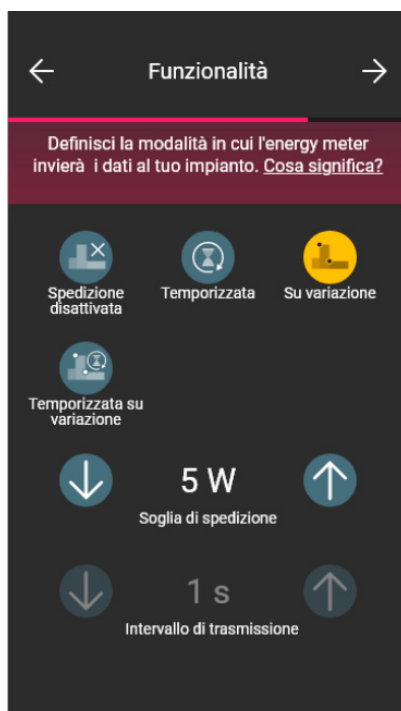 Funzionalità
Definisci la modalità in cui l'energy meter
invierà i dati al tuo impianto. Cosa significa?
Spedizione
disattivata
Temporizzata
Su variazione
Temporizzata su
variazione
5 W
Soglia di spedizione
1 s
Intervallo di trasmissione